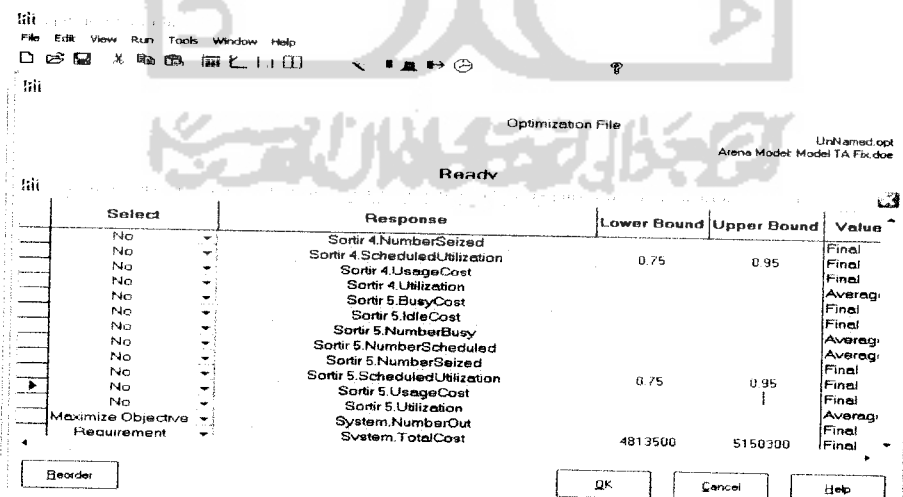 File Edit View Run Tools Window Help
Optimization File
UnNamed.opt
Arena Model: Model TA Fix.doe
Ready
Select Response Lower Bound Upper Bound Value
No Sortir 4.NumberSeized Final
No Sortir 4.ScheduledUtilization 0.75 0.95 Final
No Sortir 4.UsageCost Final
No Sortir 4.Utilization Averag
No Sortir 5.BusyCost Final
No Sortir 5.IdleCost Final
No Sortir 5.NumberBusy Averag
No Sortir 5.NumberScheduled Averag
No Sortir 5.NumberSeized Final
No Sortir 5.ScheduledUtilization 0.75 0.95 Final
No Sortir 5.UsageCost Final
No Sortir 5.Utilization Averag
Maximize Objective System.NumberOut Final
Requirement System.TotalCost 4813500 5150300 Final
Reorder OK Cancel Help